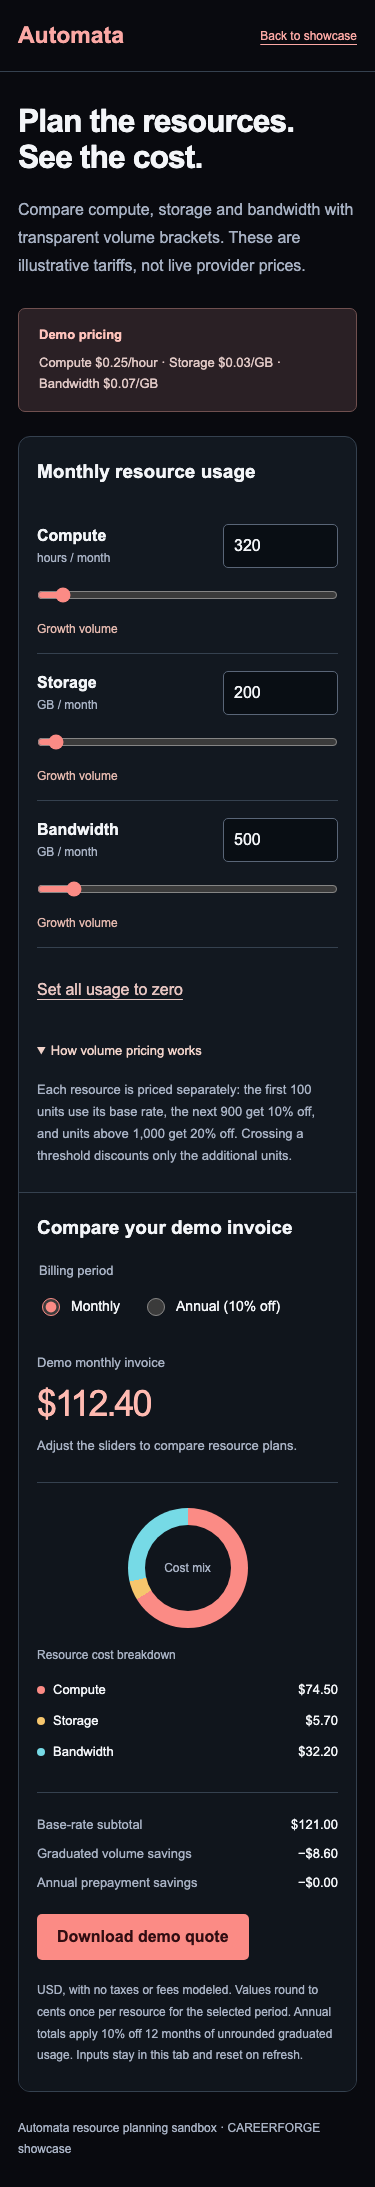 Automata
Back to showcase
Plan the resources.
See the cost.
Compare compute, storage and bandwidth with
transparent volume brackets. These are
illustrative tariffs, not live provider prices.
Demo pricing
Compute $0.25/hour · Storage $0.03/GB ·
Bandwidth $0.07/GB
Monthly resource usage
Compute
hours / month
320
Growth volume
Storage
GB / month
200
Growth volume
Bandwidth
GB / month
500
Growth volume
Set all usage to zero
▼ How volume pricing works
Each resource is priced separately: the first 100
units use its base rate, the next 900 get 10% off,
and units above 1,000 get 20% off. Crossing a
threshold discounts only the additional units.
Compare your demo invoice
Billing period
Monthly
Annual (10% off)
Demo monthly invoice
$112.40
Adjust the sliders to compare resource plans.
Cost mix
Resource cost breakdown
Compute $74.50
Storage $5.70
Bandwidth $32.20
Base-rate subtotal $121.00
Graduated volume savings −$8.60
Annual prepayment savings −$0.00
Download demo quote
USD, with no taxes or fees modeled. Values round to
cents once per resource for the selected period. Annual
totals apply 10% off 12 months of unrounded graduated
usage. Inputs stay in this tab and reset on refresh.
Automata resource planning sandbox · CAREERFORGE
showcase